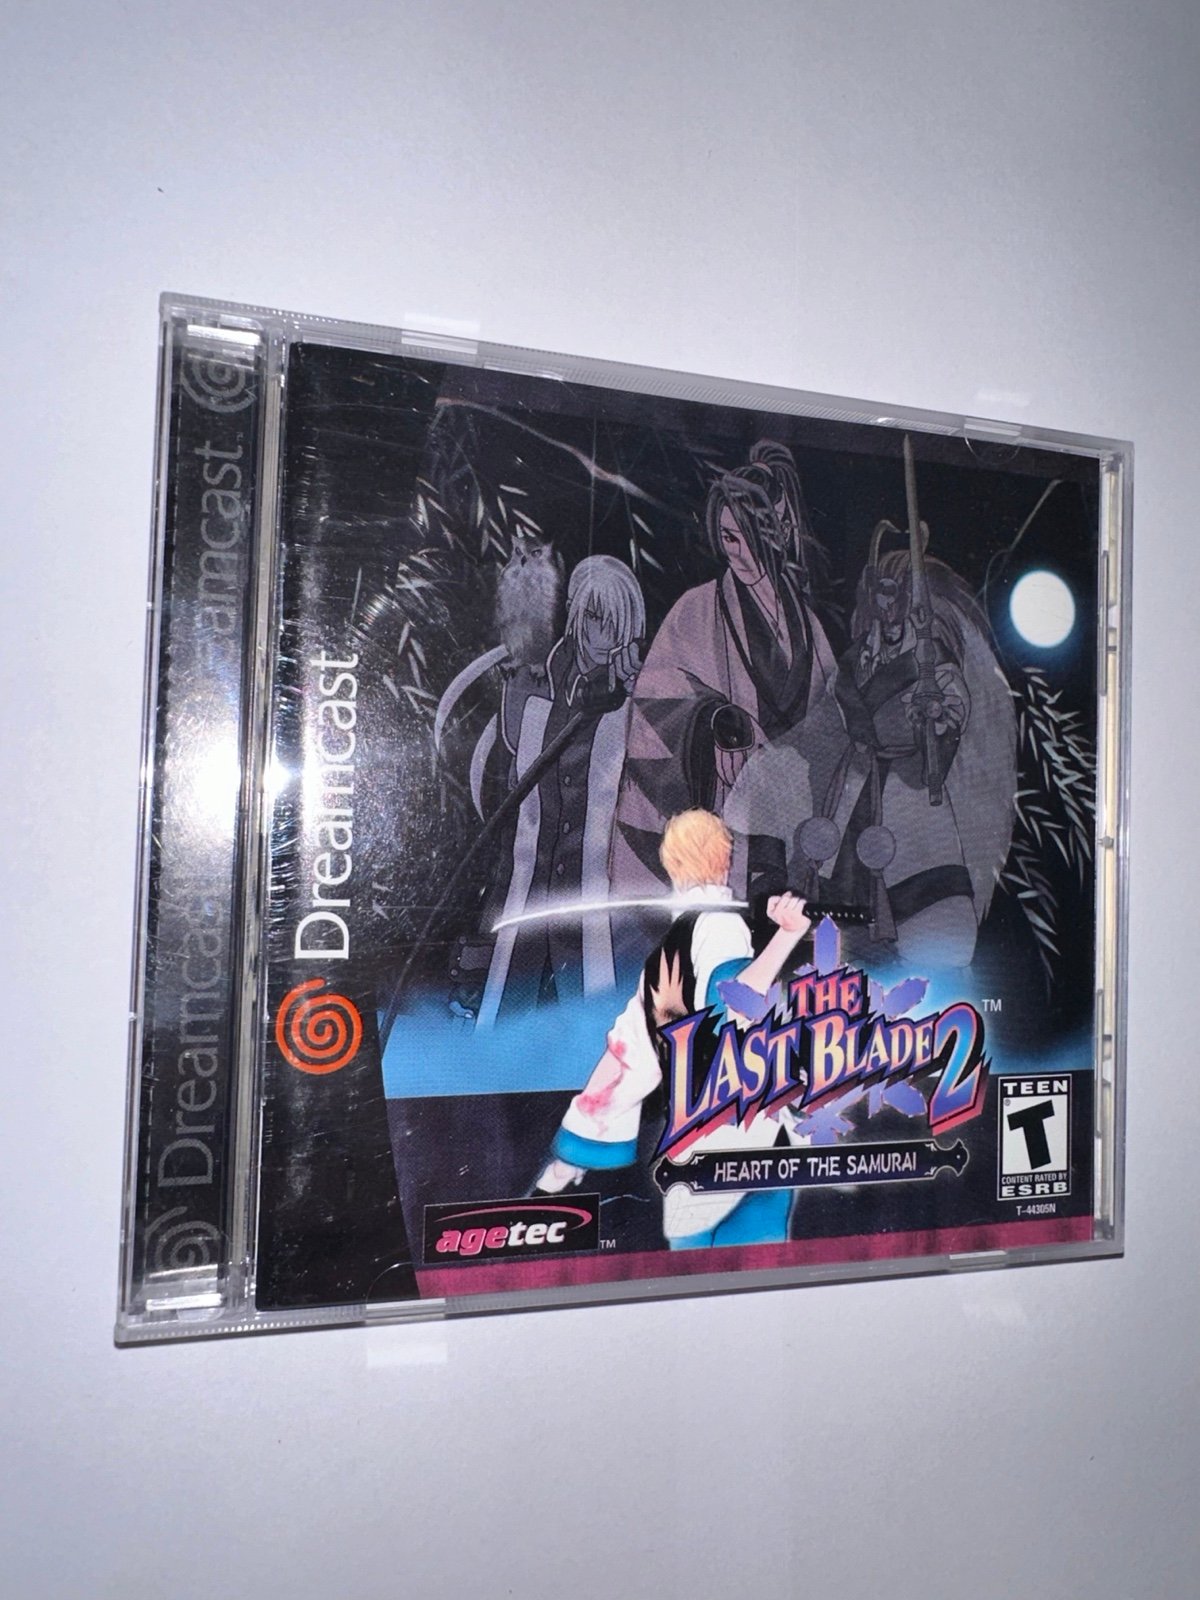 Dreamcast
Dreamcast
Dreamcast
Dreamcast
THE
LAST BLADE 2 ™
HEART OF THE SAMURAI
TEEN
T
®
CONTENT RATED BY
ESRB
T-44305N
agetec ™